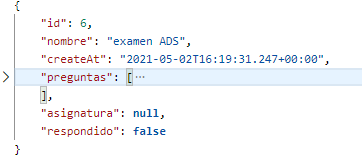 {
"id": 6,
"nombre": "examen ADS",
"createAt": "2021-05-02T16:19:31.247+00:00",
"preguntas": [ ...
],
"asignatura": null,
"respondido": false
}